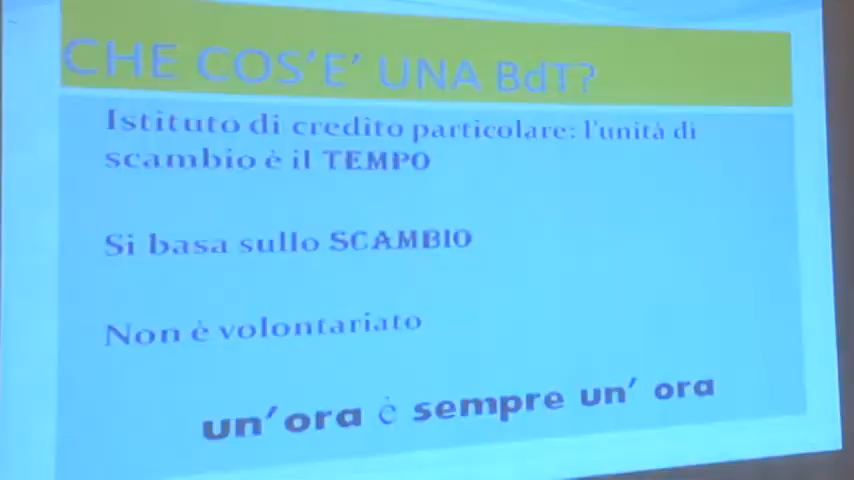 CHE COS'E' UNA BdT?
Istituto di credito particolare: l'unità di
scambio è il TEMPO
Si basa sullo SCAMBIO
Non è volontariato
un'ora è sempre un' ora